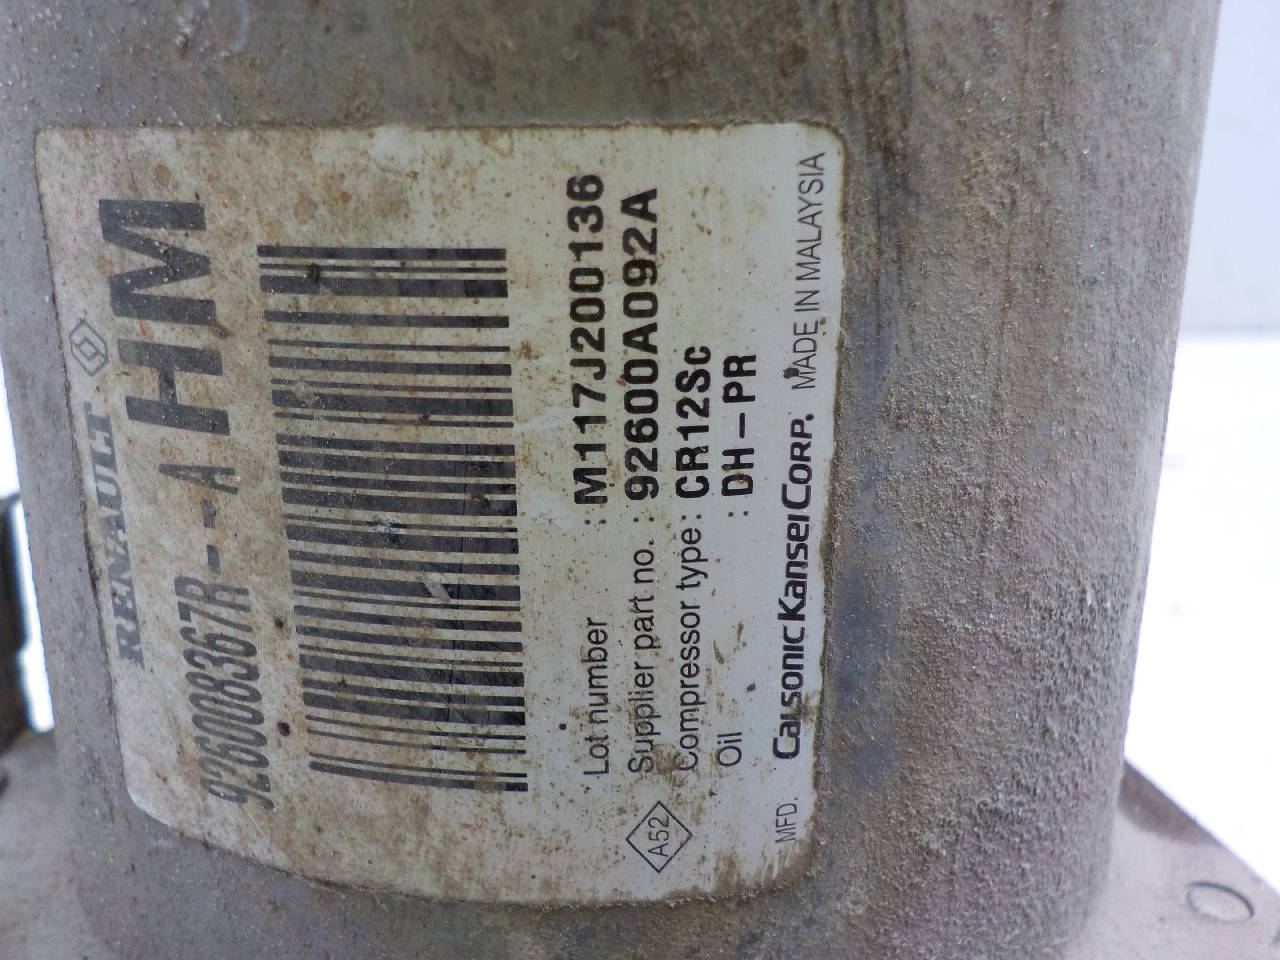 RENAULT
HM
926008367R--A
Lot number : M117J200136
Supplier part no. : 92600A092A
Compressor type : CR12Sc
Oil : DH-PR
A52
MFD. CalsonicKansei Corp. MADE IN MALAYSIA